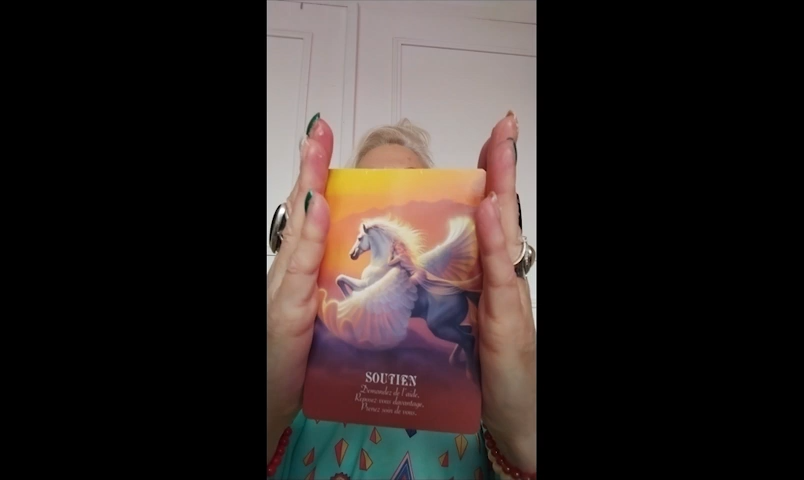 SOUTIEN
Demandez de l'aide,
Reposez-vous davantage,
Prenez soin de vous...